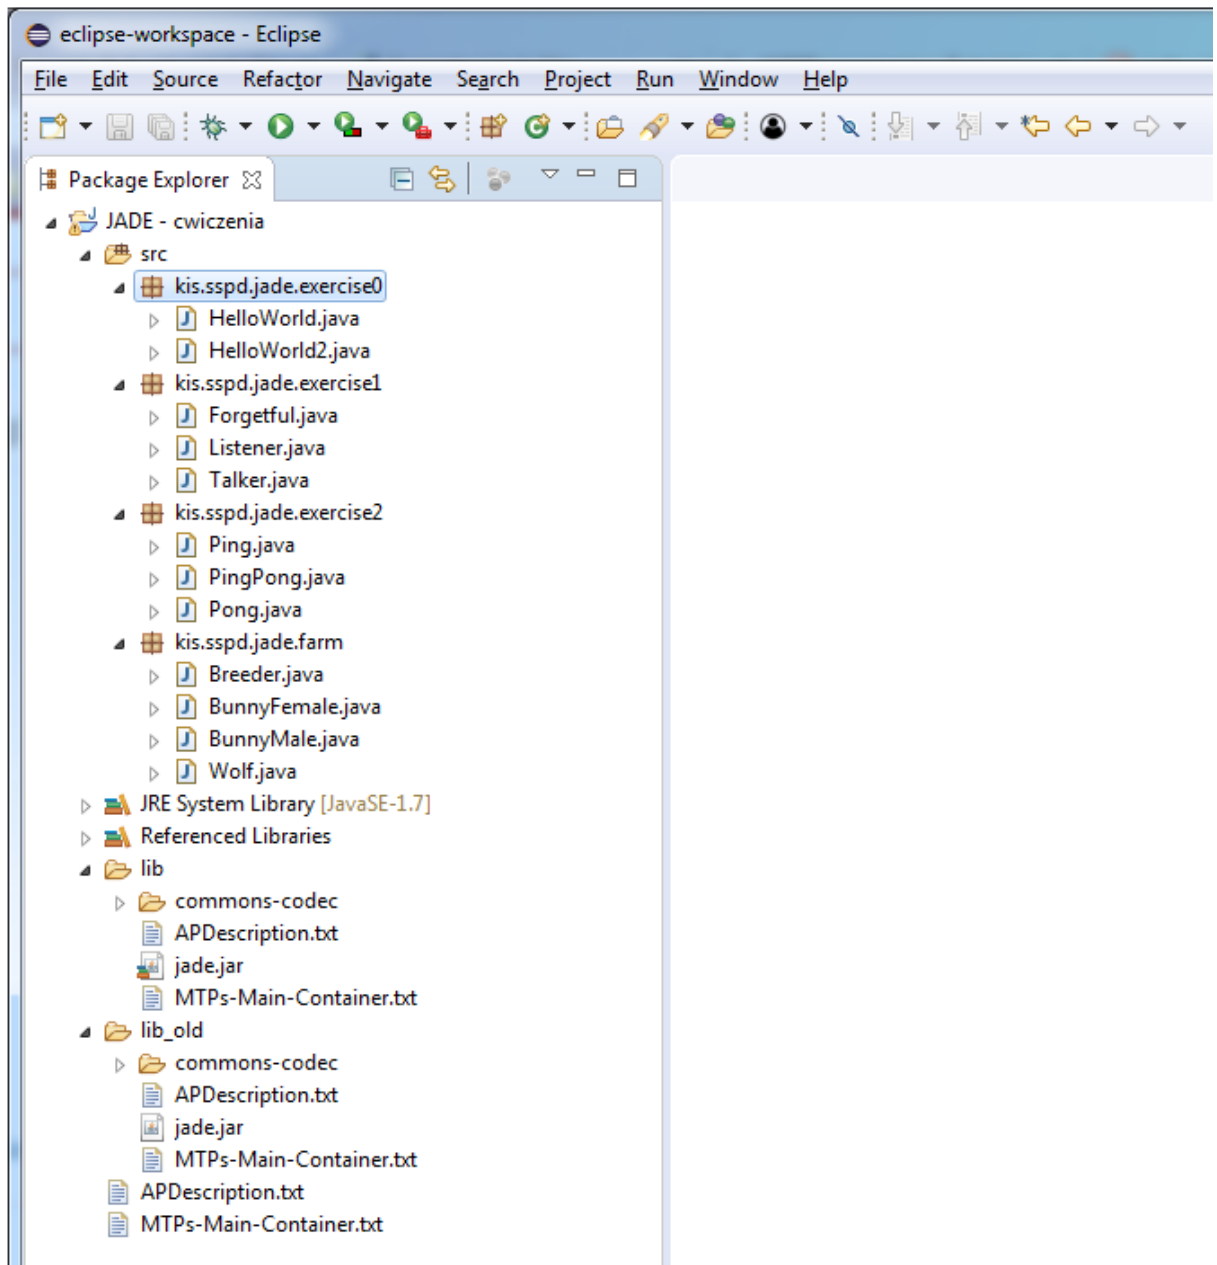 eclipse-workspace - Eclipse
File Edit Source Refactor Navigate Search Project Run Window Help
Package Explorer
JADE - cwiczenia
src
kis.sspd.jade.exercise0
HelloWorld.java
HelloWorld2.java
kis.sspd.jade.exercise1
Forgetful.java
Listener.java
Talker.java
kis.sspd.jade.exercise2
Ping.java
PingPong.java
Pong.java
kis.sspd.jade.farm
Breeder.java
BunnyFemale.java
BunnyMale.java
Wolf.java
JRE System Library [JavaSE-1.7]
Referenced Libraries
lib
commons-codec
APDescription.txt
jade.jar
MTPs-Main-Container.txt
lib_old
commons-codec
APDescription.txt
jade.jar
MTPs-Main-Container.txt
APDescription.txt
MTPs-Main-Container.txt